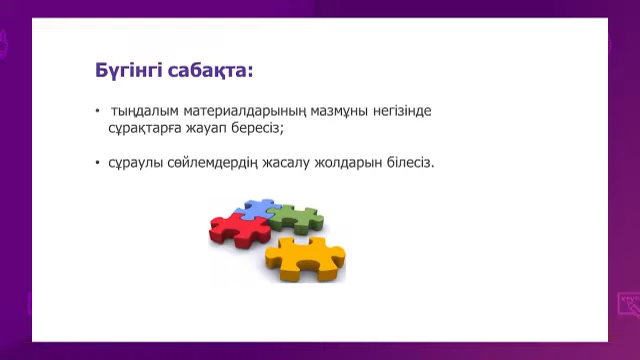 Бүгінгі сабақта:
• тыңдалым материалдарының мазмұны негізінде
сұрақтарға жауап бересіз;
• сұраулы сөйлемдердің жасалу жолдарын білесіз.